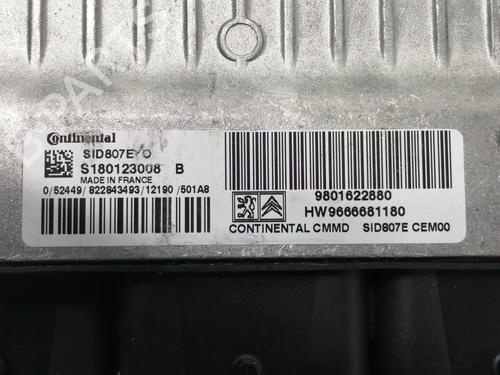 Continental
SID807EVO
S180123008 B
MADE IN FRANCE
0/52449/822843493/12190/501A8
9801622880
HW9666681180
CONTINENTAL CMMD SID807E CEM00